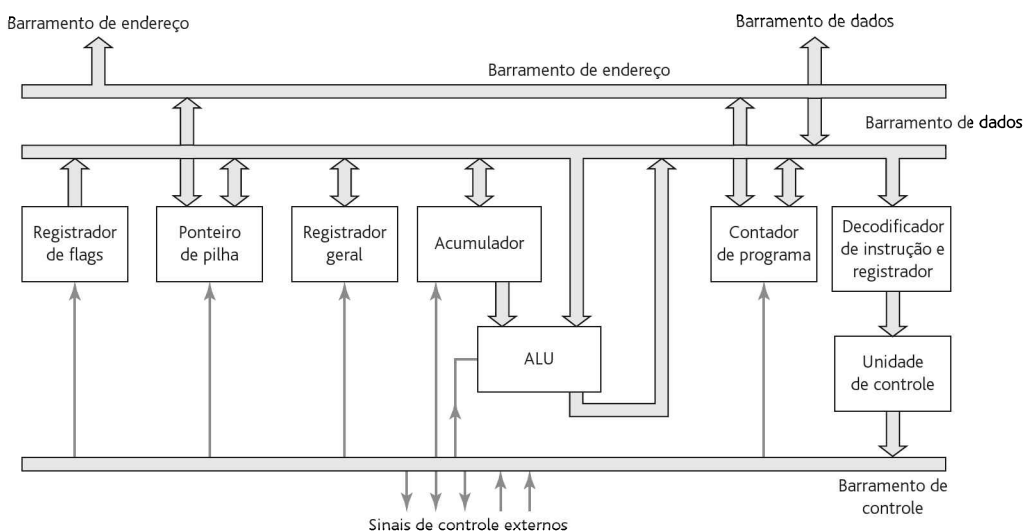 Barramento de endereço
Barramento de dados
Barramento de endereço
Barramento de dados
Registrador
de flags
Ponteiro
de pilha
Registrador
geral
Acumulador
Contador
de programa
Decodificador
de instrução e
registrador
ALU
Unidade
de controle
Barramento de
controle
Sinais de controle externos